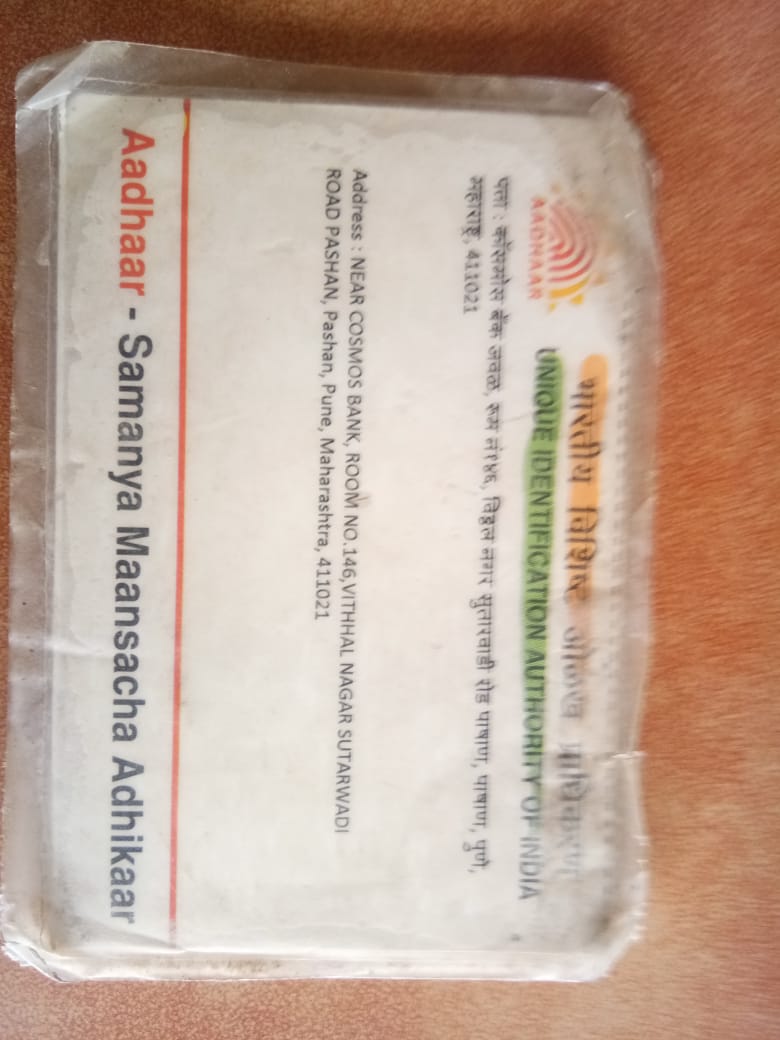 भारतीय विशिष्ट ओळख प्राधिकरण
UNIQUE IDENTIFICATION AUTHORITY OF INDIA
AADHAAR
पत्ता : कॉसमोस बँक जवळ, रूम नं१४६, विठ्ठल नगर सुतारवाडी रोड पाषाण, पाषाण, पुणे,
महाराष्ट्र, 411021
Address : NEAR COSMOS BANK, ROOM NO.146,VITHHAL NAGAR SUTARWADI
ROAD PASHAN, Pashan, Pune, Maharashtra, 411021
Aadhaar - Samanya Maansacha Adhikaar